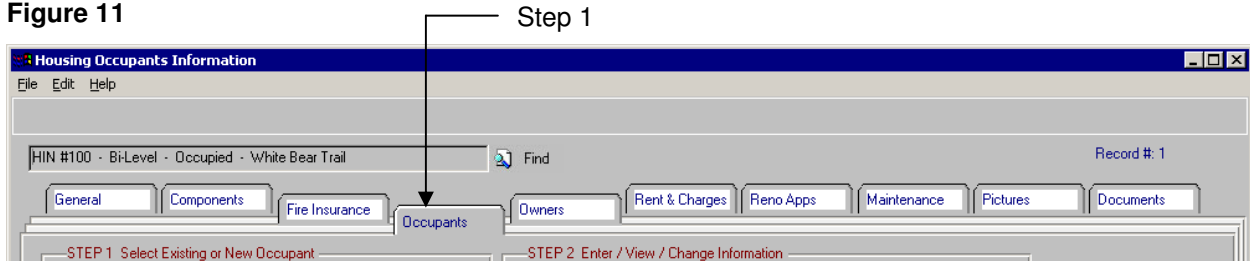 Figure 11
Step 1
Housing Occupants Information
File Edit Help
HIN #100 - Bi-Level - Occupied - White Bear Trail Find Record #: 1
General Components Fire Insurance Occupants Owners Rent & Charges Reno Apps Maintenance Pictures Documents
STEP 1 Select Existing or New Occupant STEP 2 Enter / View / Change Information